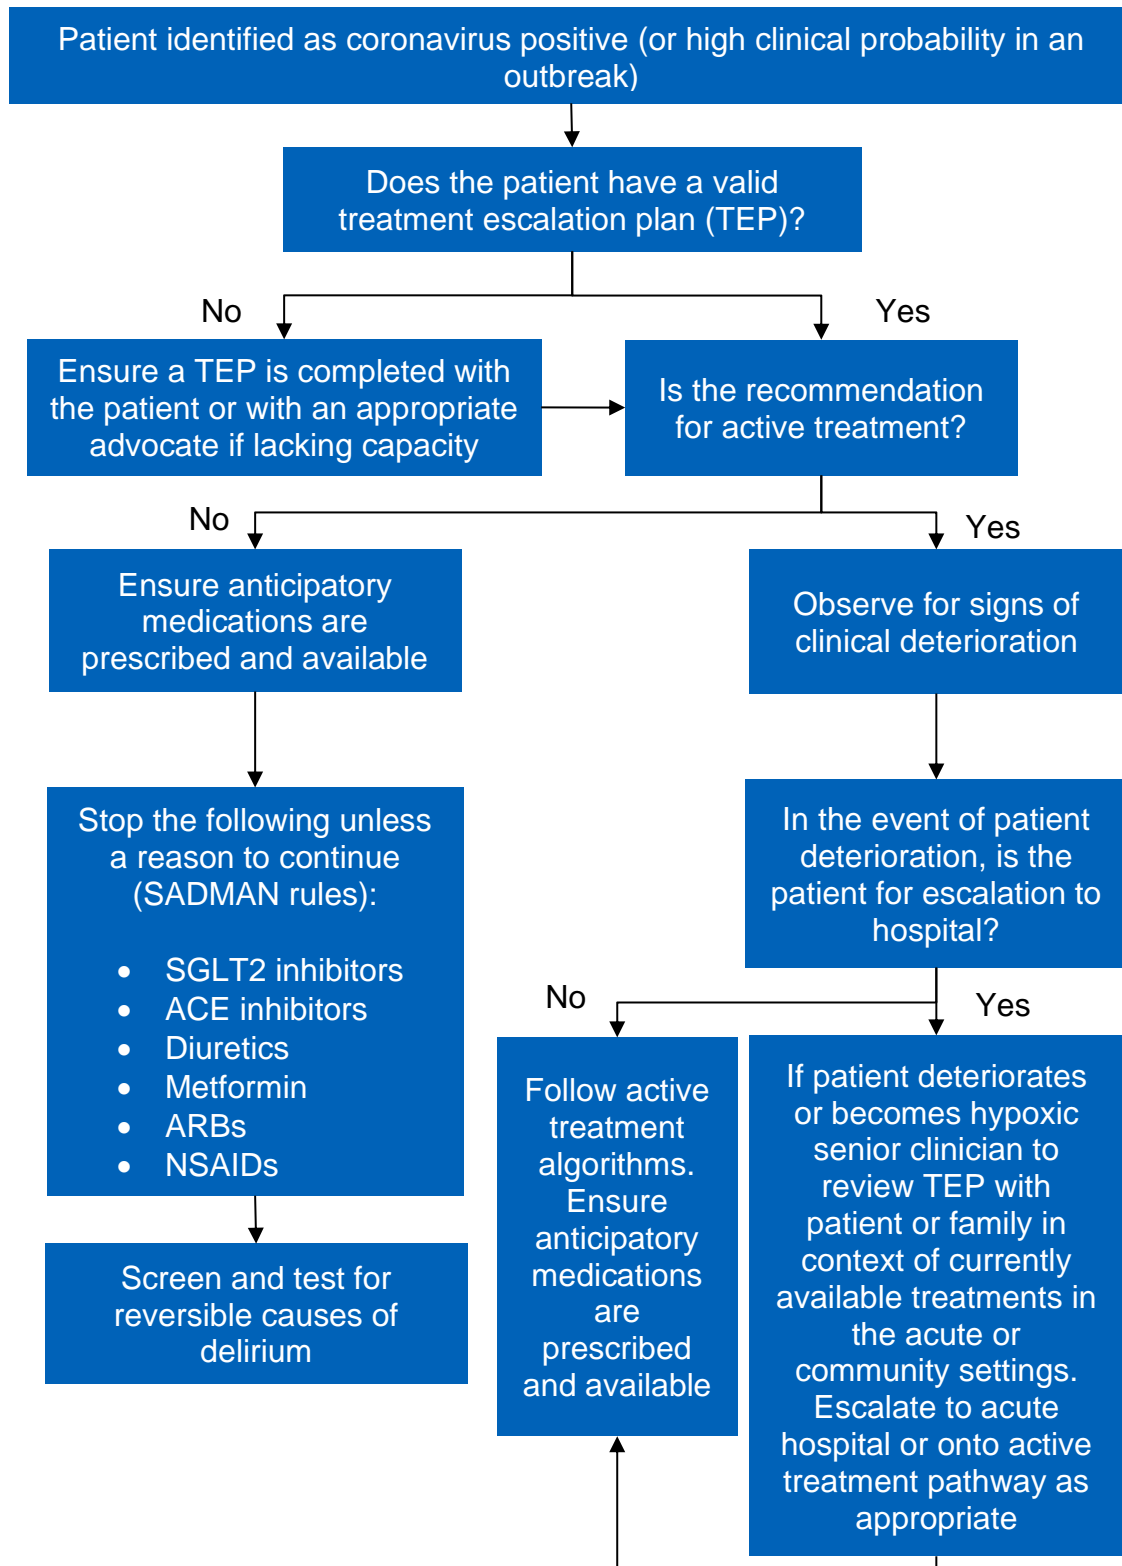 Patient identified as coronavirus positive (or high clinical probability in an
outbreak)
Does the patient have a valid
treatment escalation plan (TEP)?
No
Yes
Ensure a TEP is completed with
the patient or with an appropriate
advocate if lacking capacity
Is the recommendation
for active treatment?
No
Yes
Ensure anticipatory
medications are
prescribed and available
Observe for signs of
clinical deterioration
Stop the following unless
a reason to continue
(SADMAN rules):
• SGLT2 inhibitors
• ACE inhibitors
• Diuretics
• Metformin
• ARBs
• NSAIDs
In the event of patient
deterioration, is the
patient for escalation to
hospital?
No
Yes
Screen and test for
reversible causes of
delirium
Follow active
treatment
algorithms.
Ensure
anticipatory
medications
are
prescribed
and available
If patient deteriorates
or becomes hypoxic
senior clinician to
review TEP with
patient or family in
context of currently
available treatments in
the acute or
community settings.
Escalate to acute
hospital or onto active
treatment pathway as
appropriate